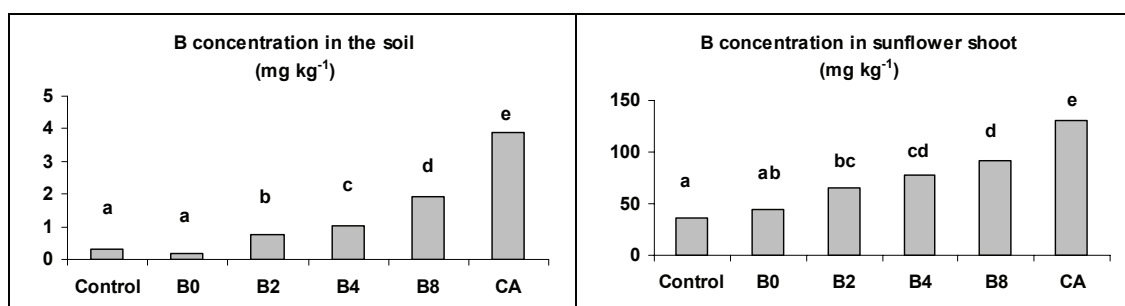 B concentration in the soil
(mg kg⁻¹)
5
4
3
2
1
0
a
a
b
c
d
e
Control B0 B2 B4 B8 CA
B concentration in sunflower shoot
(mg kg⁻¹)
150
100
50
0
a
ab
bc
cd
d
e
Control B0 B2 B4 B8 CA